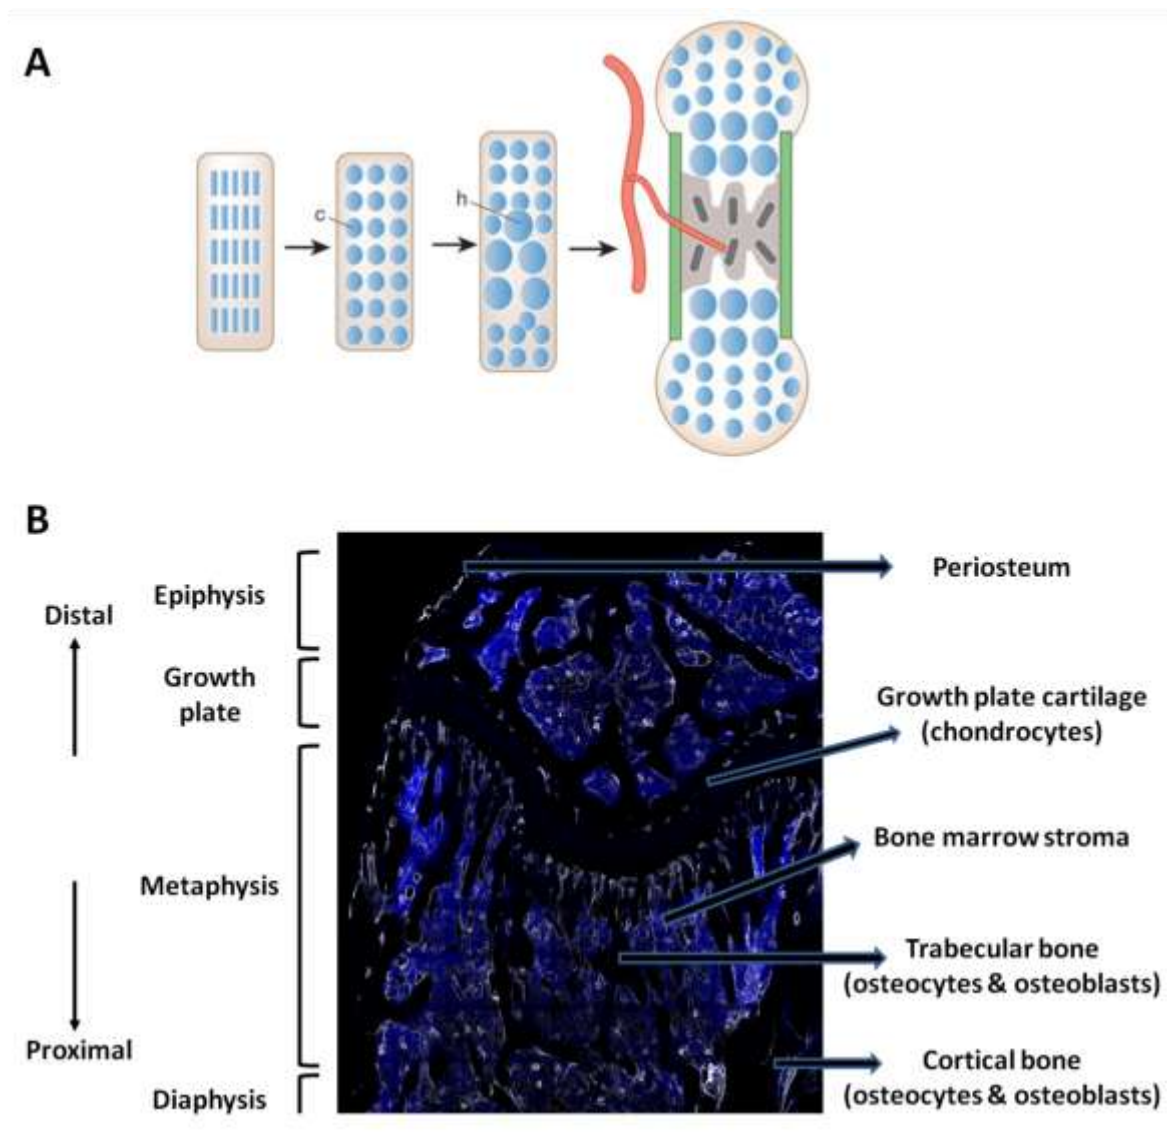 A
c
h
B
Epiphysis
Distal
Growth
plate
Metaphysis
Proximal
Diaphysis
Periosteum
Growth plate cartilage
(chondrocytes)
Bone marrow stroma
Trabecular bone
(osteocytes & osteoblasts)
Cortical bone
(osteocytes & osteoblasts)